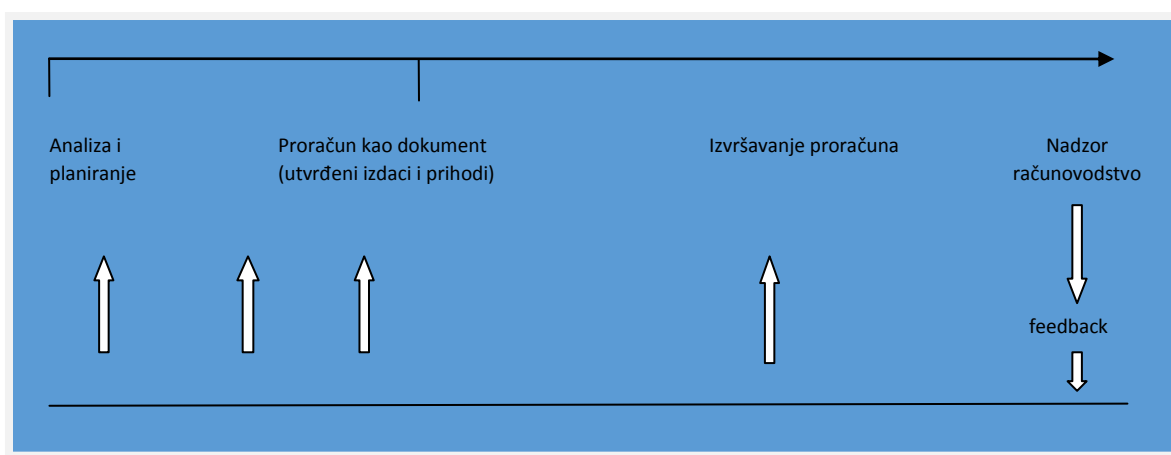 Analiza i
planiranje
Proračun kao dokument
(utvrđeni izdaci i prihodi)
Izvršavanje proračuna
Nadzor
računovodstvo
feedback